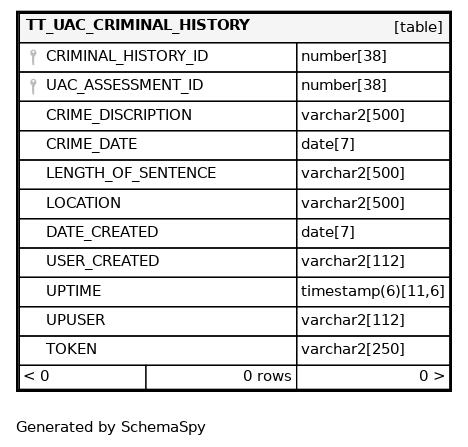 TT_UAC_CRIMINAL_HISTORY [table]
CRIMINAL_HISTORY_ID number[38]
UAC_ASSESSMENT_ID number[38]
CRIME_DISCRIPTION varchar2[500]
CRIME_DATE date[7]
LENGTH_OF_SENTENCE varchar2[500]
LOCATION varchar2[500]
DATE_CREATED date[7]
USER_CREATED varchar2[112]
UPTIME timestamp(6)[11,6]
UPUSER varchar2[112]
TOKEN varchar2[250]
< 0 0 rows 0 >
Generated by SchemaSpy